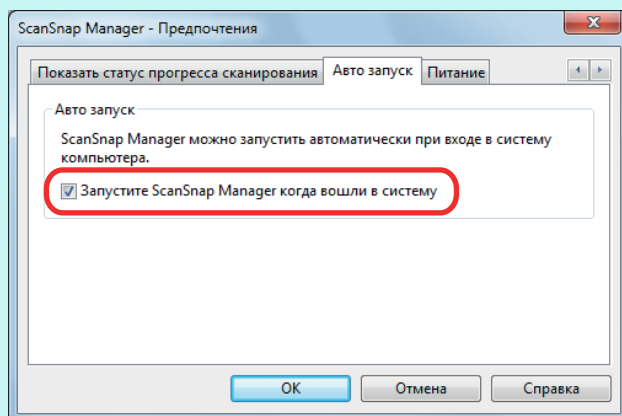 ScanSnap Manager - Предпочтения
Показать статус прогресса сканирования Авто запуск Питание
Авто запуск
ScanSnap Manager можно запустить автоматически при входе в систему
компьютера.
Запустите ScanSnap Manager когда вошли в систему
OK Отмена Справка